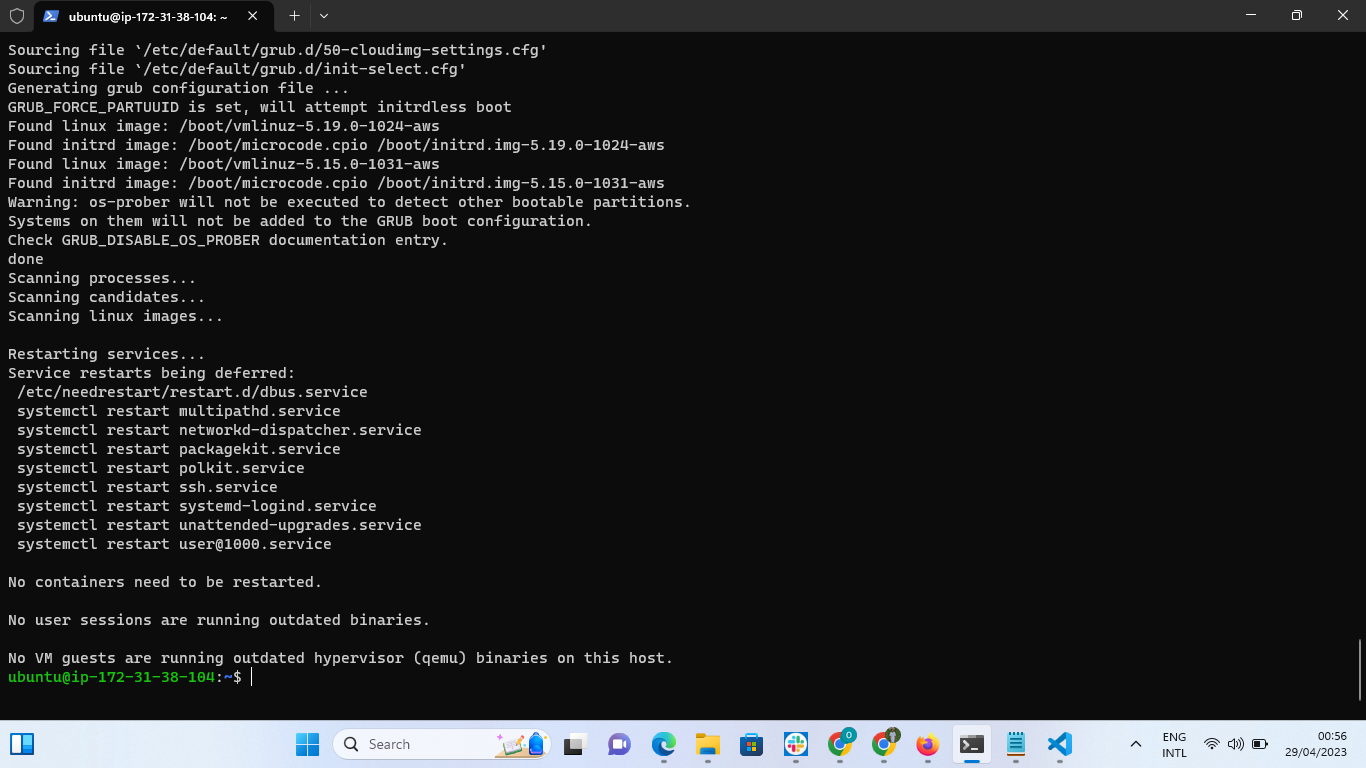 ubuntu@ip-172-31-38-104: ~
Sourcing file `/etc/default/grub.d/50-cloudimg-settings.cfg'
Sourcing file `/etc/default/grub.d/init-select.cfg'
Generating grub configuration file ...
GRUB_FORCE_PARTUUID is set, will attempt initrdless boot
Found linux image: /boot/vmlinuz-5.19.0-1024-aws
Found initrd image: /boot/microcode.cpio /boot/initrd.img-5.19.0-1024-aws
Found linux image: /boot/vmlinuz-5.15.0-1031-aws
Found initrd image: /boot/microcode.cpio /boot/initrd.img-5.15.0-1031-aws
Warning: os-prober will not be executed to detect other bootable partitions.
Systems on them will not be added to the GRUB boot configuration.
Check GRUB_DISABLE_OS_PROBER documentation entry.
done
Scanning processes...
Scanning candidates...
Scanning linux images...
Restarting services...
Service restarts being deferred:
 /etc/needrestart/restart.d/dbus.service
 systemctl restart multipathd.service
 systemctl restart networkd-dispatcher.service
 systemctl restart packagekit.service
 systemctl restart polkit.service
 systemctl restart ssh.service
 systemctl restart systemd-logind.service
 systemctl restart unattended-upgrades.service
 systemctl restart user@1000.service
No containers need to be restarted.
No user sessions are running outdated binaries.
No VM guests are running outdated hypervisor (qemu) binaries on this host.
ubuntu@ip-172-31-38-104:~$
Search
O
ENG
INTL
00:56
29/04/2023